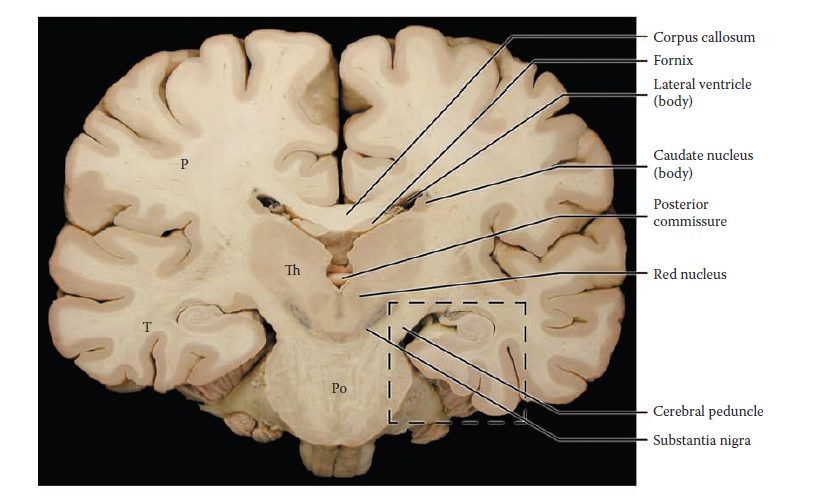 Corpus callosum
Fornix
Lateral ventricle
(body)
P
Caudate nucleus
(body)
Posterior
commissure
Th
Red nucleus
T
Po
Cerebral peduncle
Substantia nigra